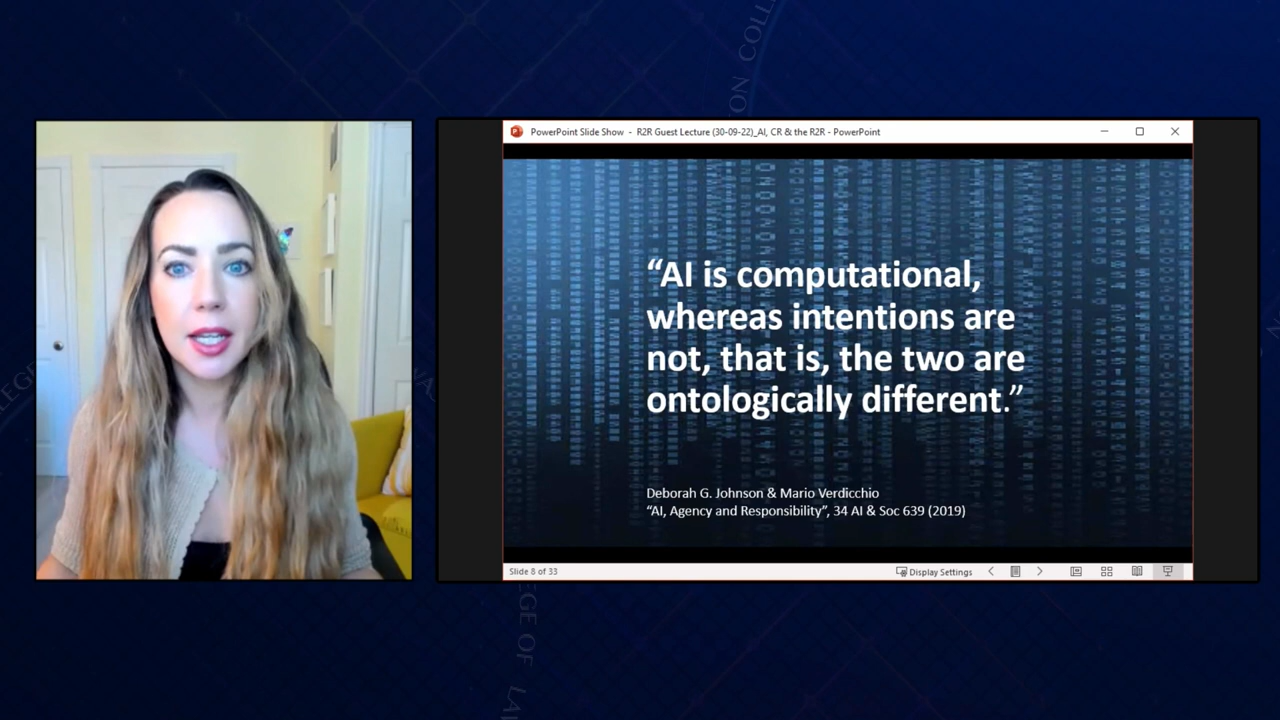 PowerPoint Slide Show - R2R Guest Lecture (30-09-22)_AI, CR & the R2R - PowerPoint
“AI is computational,
whereas intentions are
not, that is, the two are
ontologically different.”
Deborah G. Johnson & Mario Verdicchio
“AI, Agency and Responsibility”, 34 AI & Soc 639 (2019)
Slide 8 of 33
Display Settings